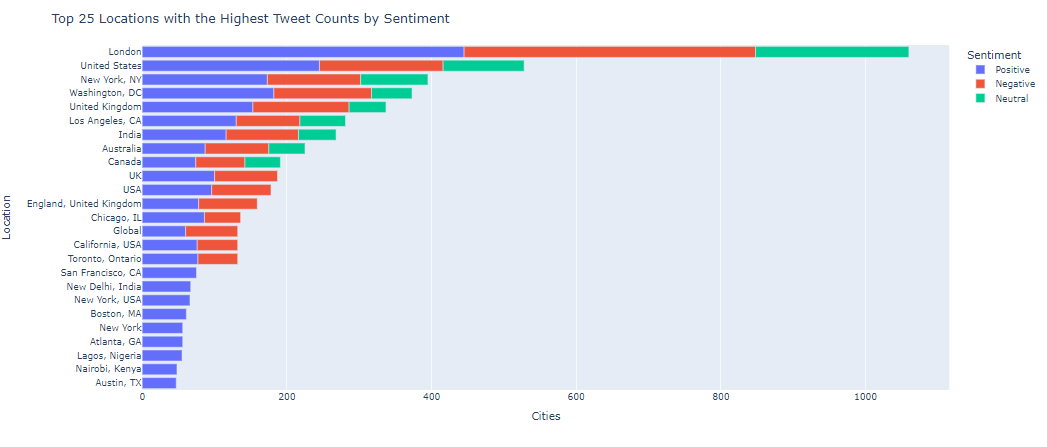 Top 25 Locations with the Highest Tweet Counts by Sentiment
London
United States
New York, NY
Washington, DC
United Kingdom
Los Angeles, CA
India
Australia
Canada
UK
USA
England, United Kingdom
Chicago, IL
Global
California, USA
Toronto, Ontario
San Francisco, CA
New Delhi, India
New York, USA
Boston, MA
New York
Atlanta, GA
Lagos, Nigeria
Nairobi, Kenya
Austin, TX
Location
0 200 400 600 800 1000
Cities
Sentiment
Positive
Negative
Neutral